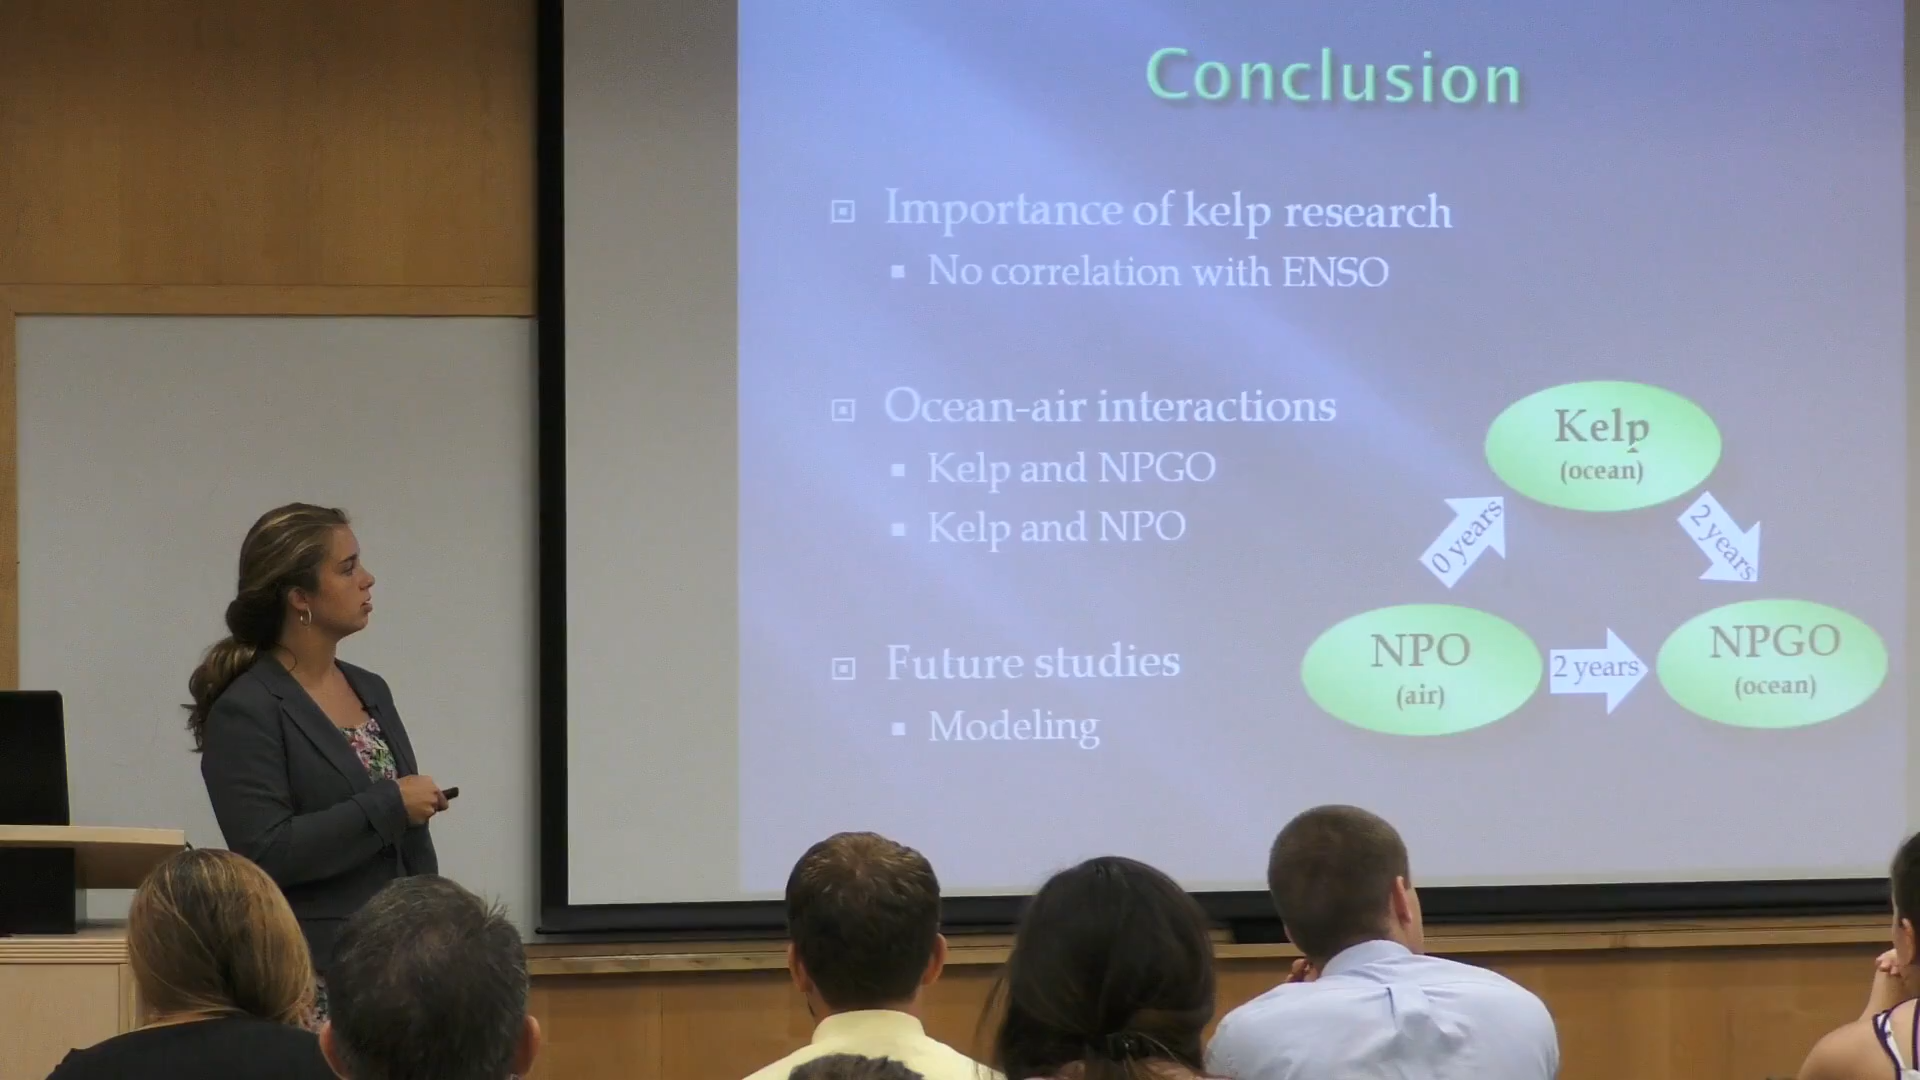 Conclusion
Importance of kelp research
No correlation with ENSO
Ocean-air interactions
Kelp and NPGO
Kelp and NPO
Future studies
Modeling
Kelp
(ocean)
0 years
2 years
NPO
(air)
2 years
NPGO
(ocean)